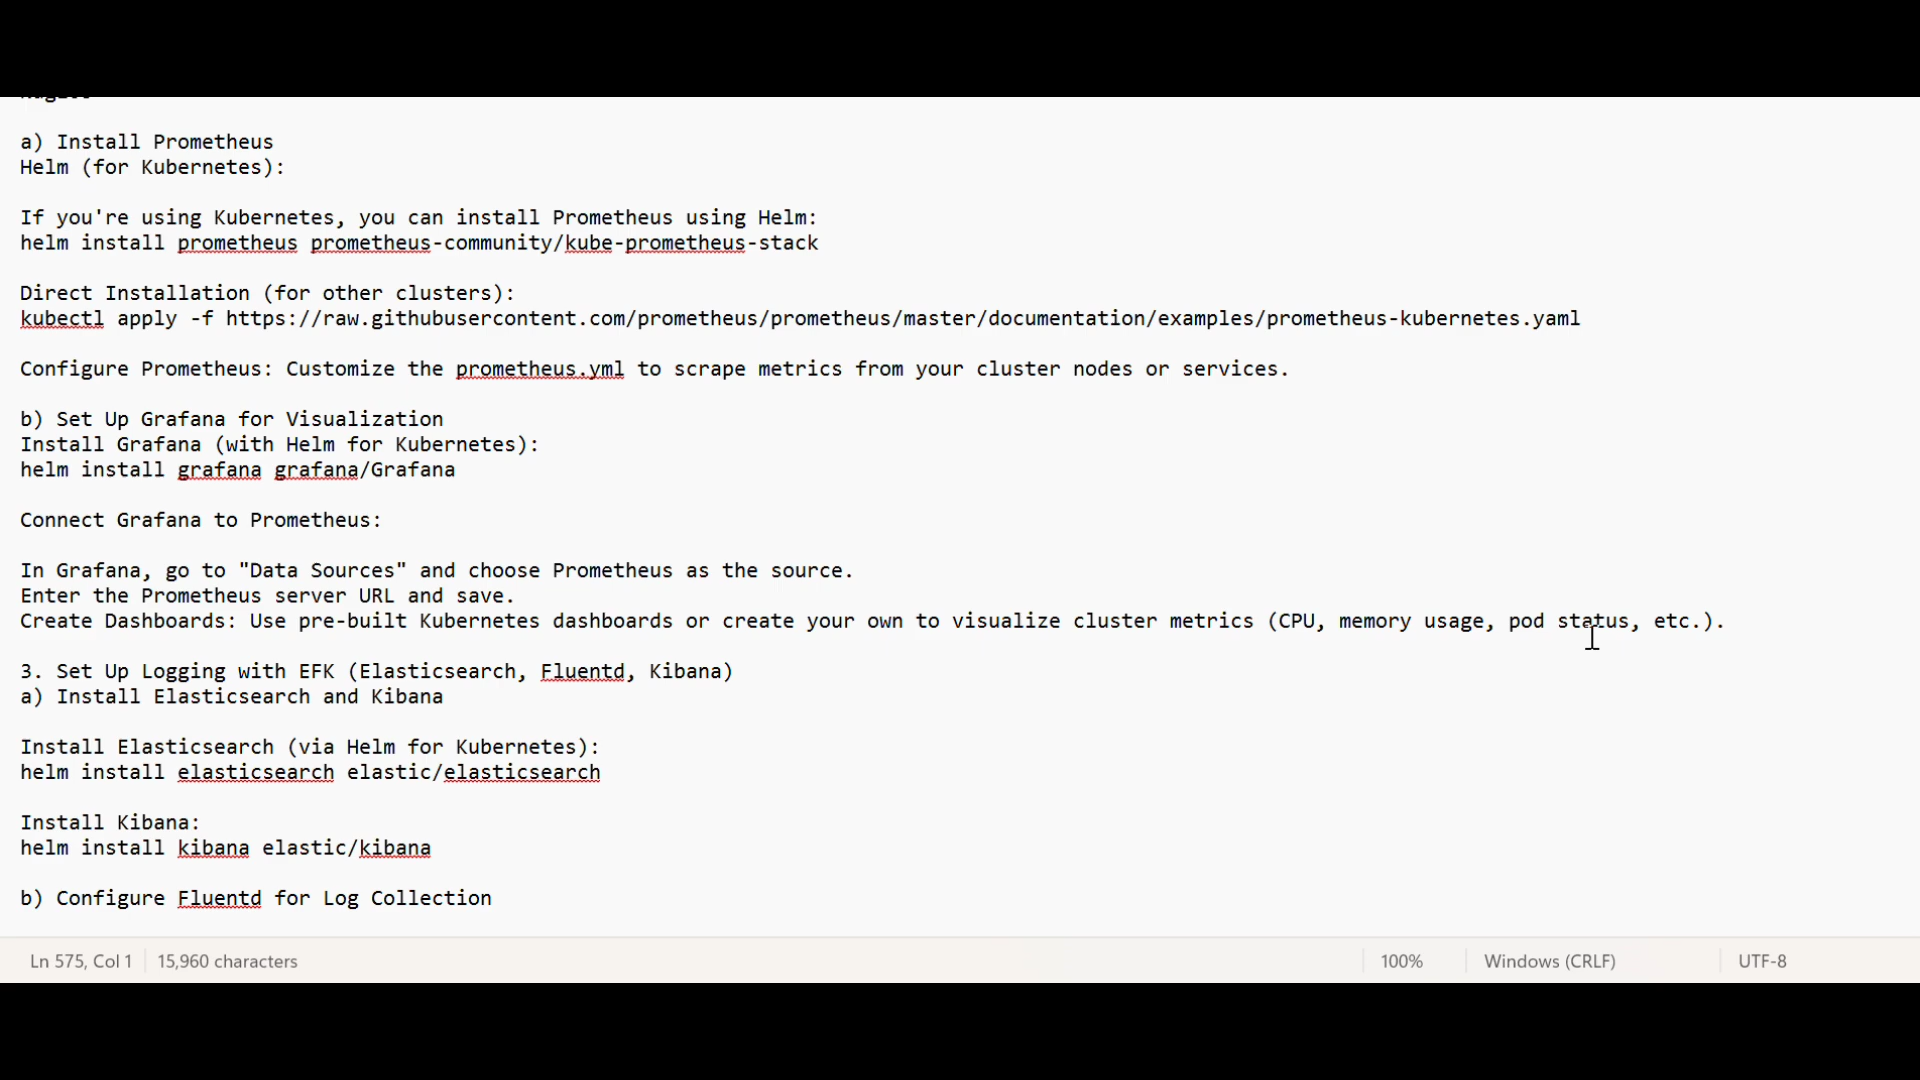 a) Install Prometheus
Helm (for Kubernetes):
If you're using Kubernetes, you can install Prometheus using Helm:
helm install prometheus prometheus-community/kube-prometheus-stack
Direct Installation (for other clusters):
kubectl apply -f https://raw.githubusercontent.com/prometheus/prometheus/master/documentation/examples/prometheus-kubernetes.yaml
Configure Prometheus: Customize the prometheus.yml to scrape metrics from your cluster nodes or services.
b) Set Up Grafana for Visualization
Install Grafana (with Helm for Kubernetes):
helm install grafana grafana/Grafana
Connect Grafana to Prometheus:
In Grafana, go to "Data Sources" and choose Prometheus as the source.
Enter the Prometheus server URL and save.
Create Dashboards: Use pre-built Kubernetes dashboards or create your own to visualize cluster metrics (CPU, memory usage, pod status, etc.).
3. Set Up Logging with EFK (Elasticsearch, Fluentd, Kibana)
a) Install Elasticsearch and Kibana
Install Elasticsearch (via Helm for Kubernetes):
helm install elasticsearch elastic/elasticsearch
Install Kibana:
helm install kibana elastic/kibana
b) Configure Fluentd for Log Collection
Ln 575, Col 1 15,960 characters 100% Windows (CRLF) UTF-8